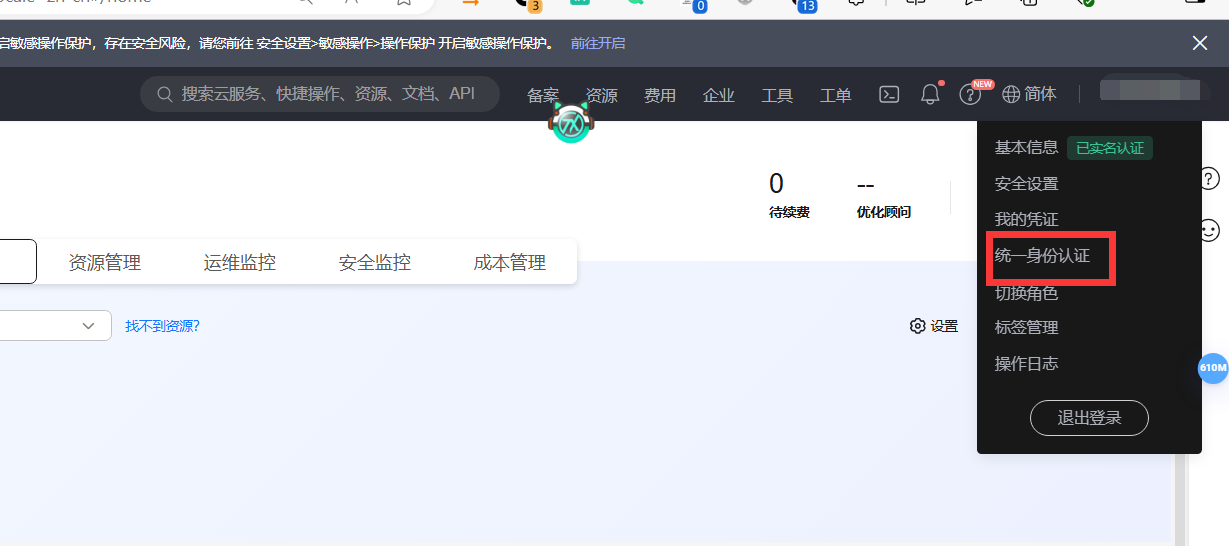 3
0
13
启敏感操作保护，存在安全风险，请您前往 安全设置>敏感操作>操作保护 开启敏感操作保护。 前往开启
搜索云服务、快捷操作、资源、文档、API
备案 资源 费用 企业 工具 工单 NEW 简体
7X
基本信息 已实名认证
安全设置
我的凭证
统一身份认证
切换角色
标签管理
操作日志
退出登录
0
待续费
--
优化顾问
资源管理 运维监控 安全监控 成本管理
找不到资源?
设置
610M